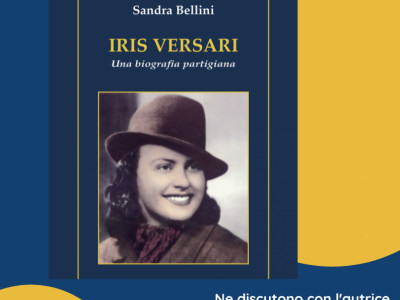 Sandra Bellini
IRIS VERSARI
Una biografia partigiana
Ne discutono con l'autrice